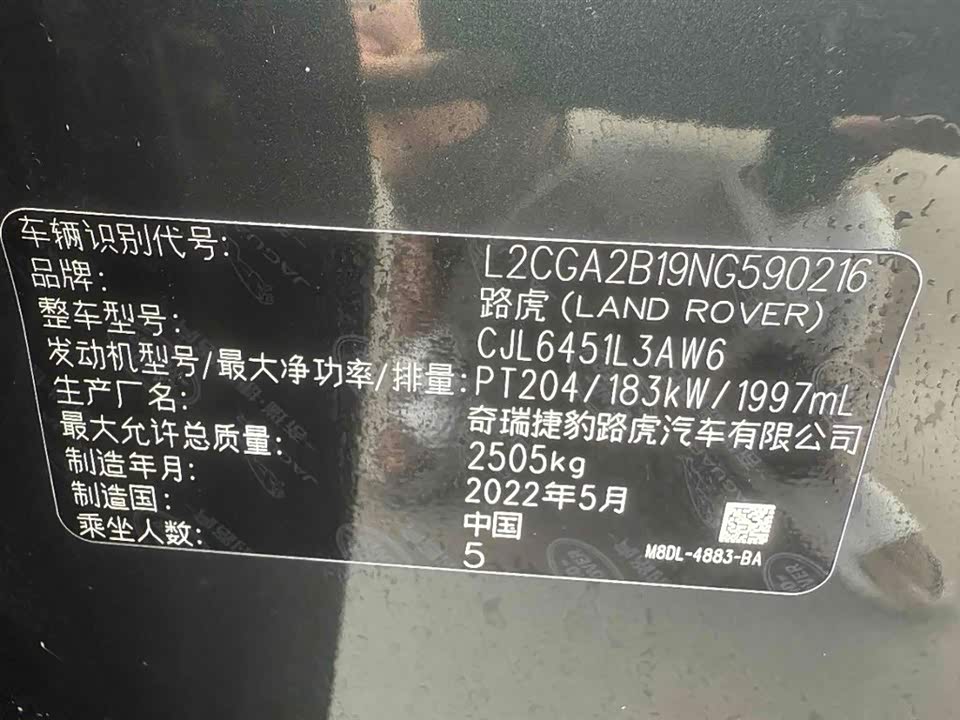 车辆识别代号: L2CGA2B19NG590216
品牌: 路虎 (LAND ROVER)
整车型号: CJL6451L3AW6
发动机型号/最大净功率/排量: PT204/183kW/1997mL
生产厂名: 奇瑞捷豹路虎汽车有限公司
最大允许总质量: 2505kg
制造年月: 2022年5月
制造国: 中国
乘坐人数: 5
M8DL-4883-BA